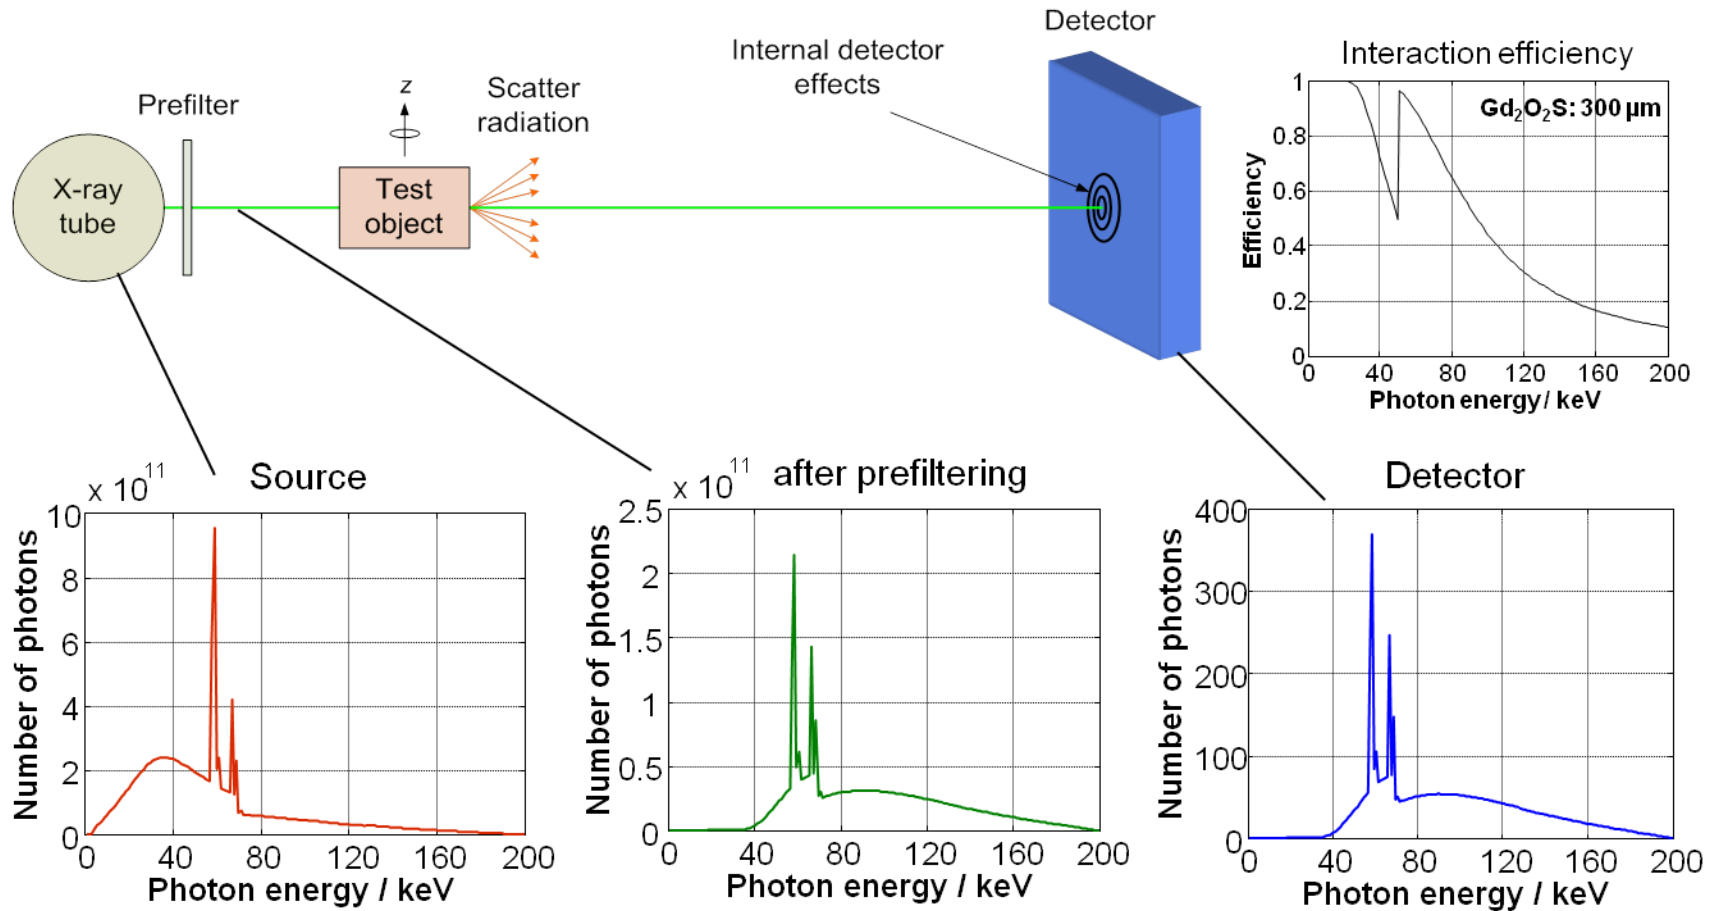 Detector
Internal detector
effects
Interaction efficiency
Scatter
radiation
z
Prefilter
X-ray
tube
Test
object
Gd₂O₂S: 300 µm
Efficiency
1
0.8
0.6
0.4
0.2
0
0 40 80 120 160 200
Photon energy/ keV
Source
x 10¹¹
Number of photons
10
8
6
4
2
0
0 40 80 120 160 200
Photon energy / keV
after prefiltering
x 10¹¹
Number of photons
2.5
2
1.5
1
0.5
0
0 40 80 120 160 200
Photon energy / keV
Detector
Number of photons
400
300
200
100
0
0 40 80 120 160 200
Photon energy / keV